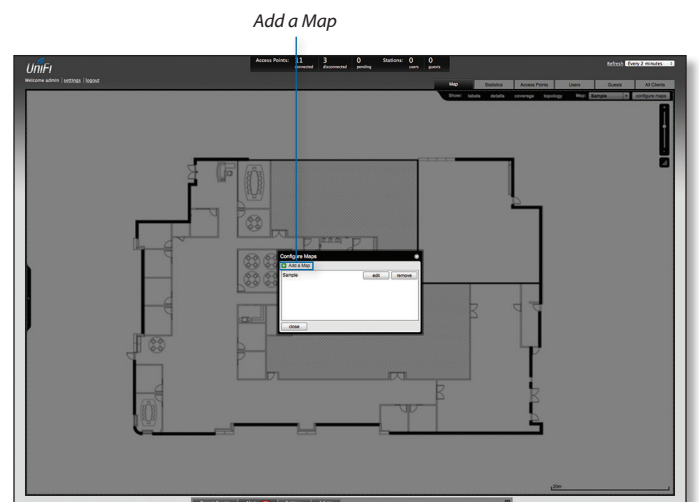 Add a Map
UniFi
Access Points: 11 connected 3 disconnected 0 pending Stations: 0 users 0 guests
Refresh Every 2 minutes
Welcome admin | settings | logout
Map Statistics Access Points Users Guests All Clients
Show: labels details coverage topology Map: Sample configure maps
Configure Maps
Add a Map
Sample edit remove
close
20m